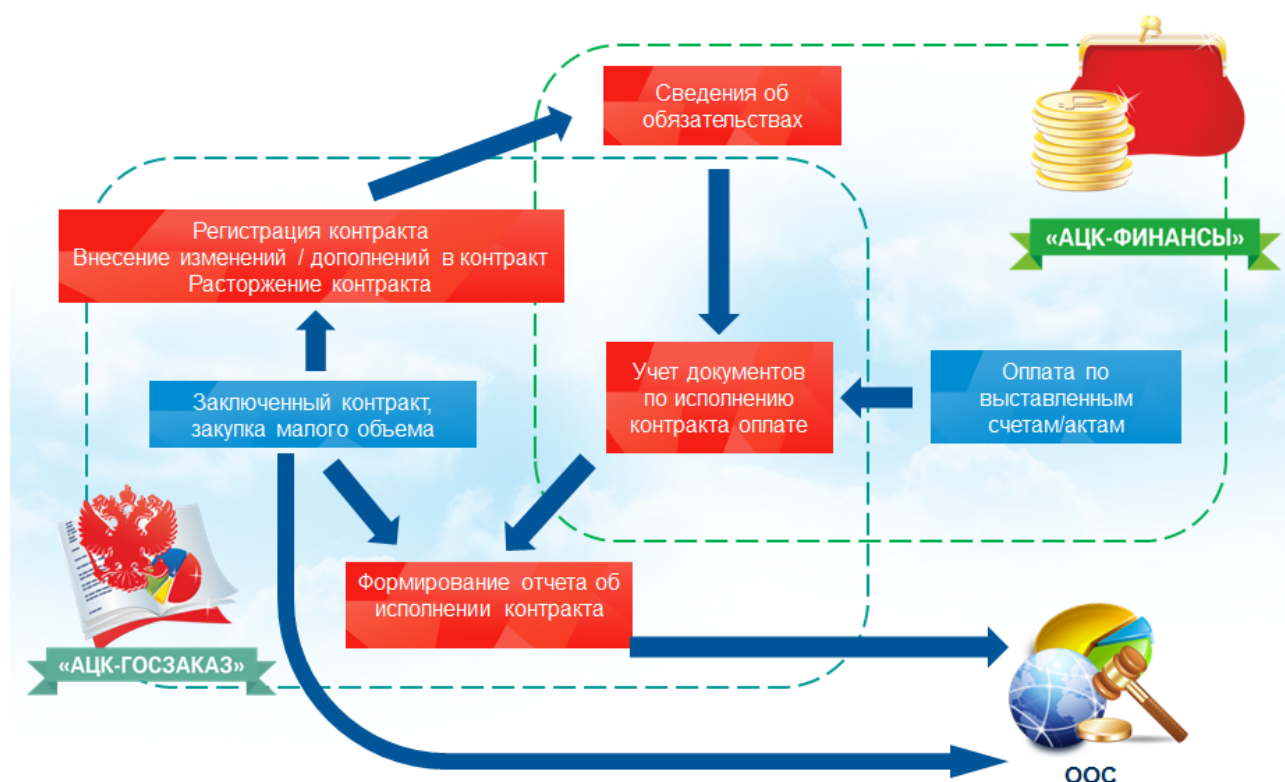 Сведения об
обязательствах
«АЦК-ФИНАНСЫ»
Регистрация контракта
Внесение изменений / дополнений в контракт
Расторжение контракта
Учет документов
по исполнению
контракта оплате
Оплата по
выставленным
счетам/актам
Заключенный контракт,
закупка малого объема
Формирование отчета об
исполнении контракта
«АЦК-ГОСЗАКАЗ»
ООС